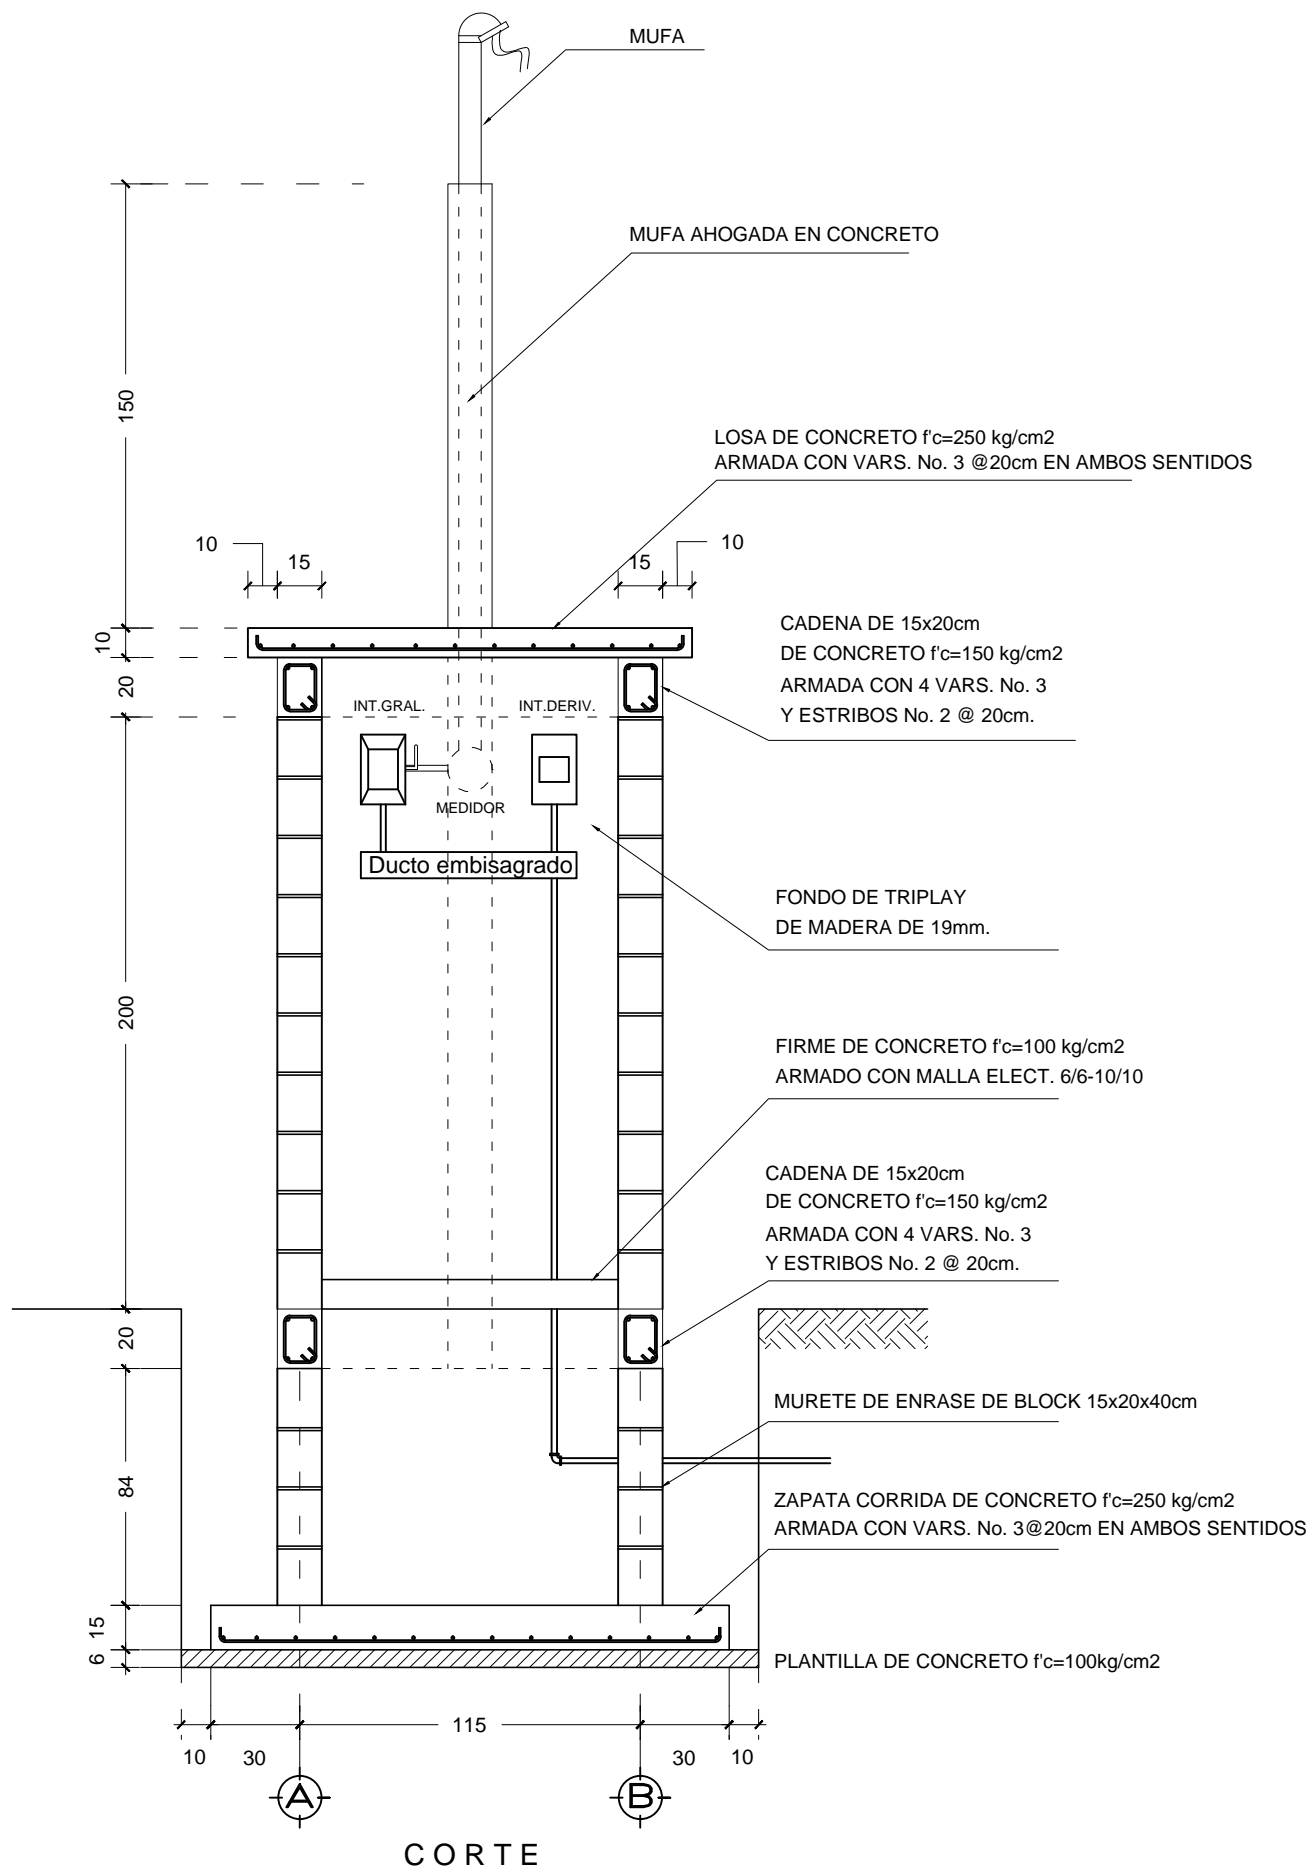 MUFA
MUFA AHOGADA EN CONCRETO
150
LOSA DE CONCRETO f'c=250 kg/cm2
ARMADA CON VARS. No. 3 @20cm EN AMBOS SENTIDOS
10
15
15
10
10
20
CADENA DE 15x20cm
DE CONCRETO f'c=150 kg/cm2
ARMADA CON 4 VARS. No. 3
Y ESTRIBOS No. 2 @ 20cm.
INT.GRAL.
INT.DERIV.
MEDIDOR
Ducto embisagrado
FONDO DE TRIPLAY
DE MADERA DE 19mm.
200
FIRME DE CONCRETO f'c=100 kg/cm2
ARMADO CON MALLA ELECT. 6/6-10/10
CADENA DE 15x20cm
DE CONCRETO f'c=150 kg/cm2
ARMADA CON 4 VARS. No. 3
Y ESTRIBOS No. 2 @ 20cm.
20
MURETE DE ENRASE DE BLOCK 15x20x40cm
84
ZAPATA CORRIDA DE CONCRETO f'c=250 kg/cm2
ARMADA CON VARS. No. 3@20cm EN AMBOS SENTIDOS
15
6
PLANTILLA DE CONCRETO f'c=100kg/cm2
115
10
30
30
10
A
B
CORTE